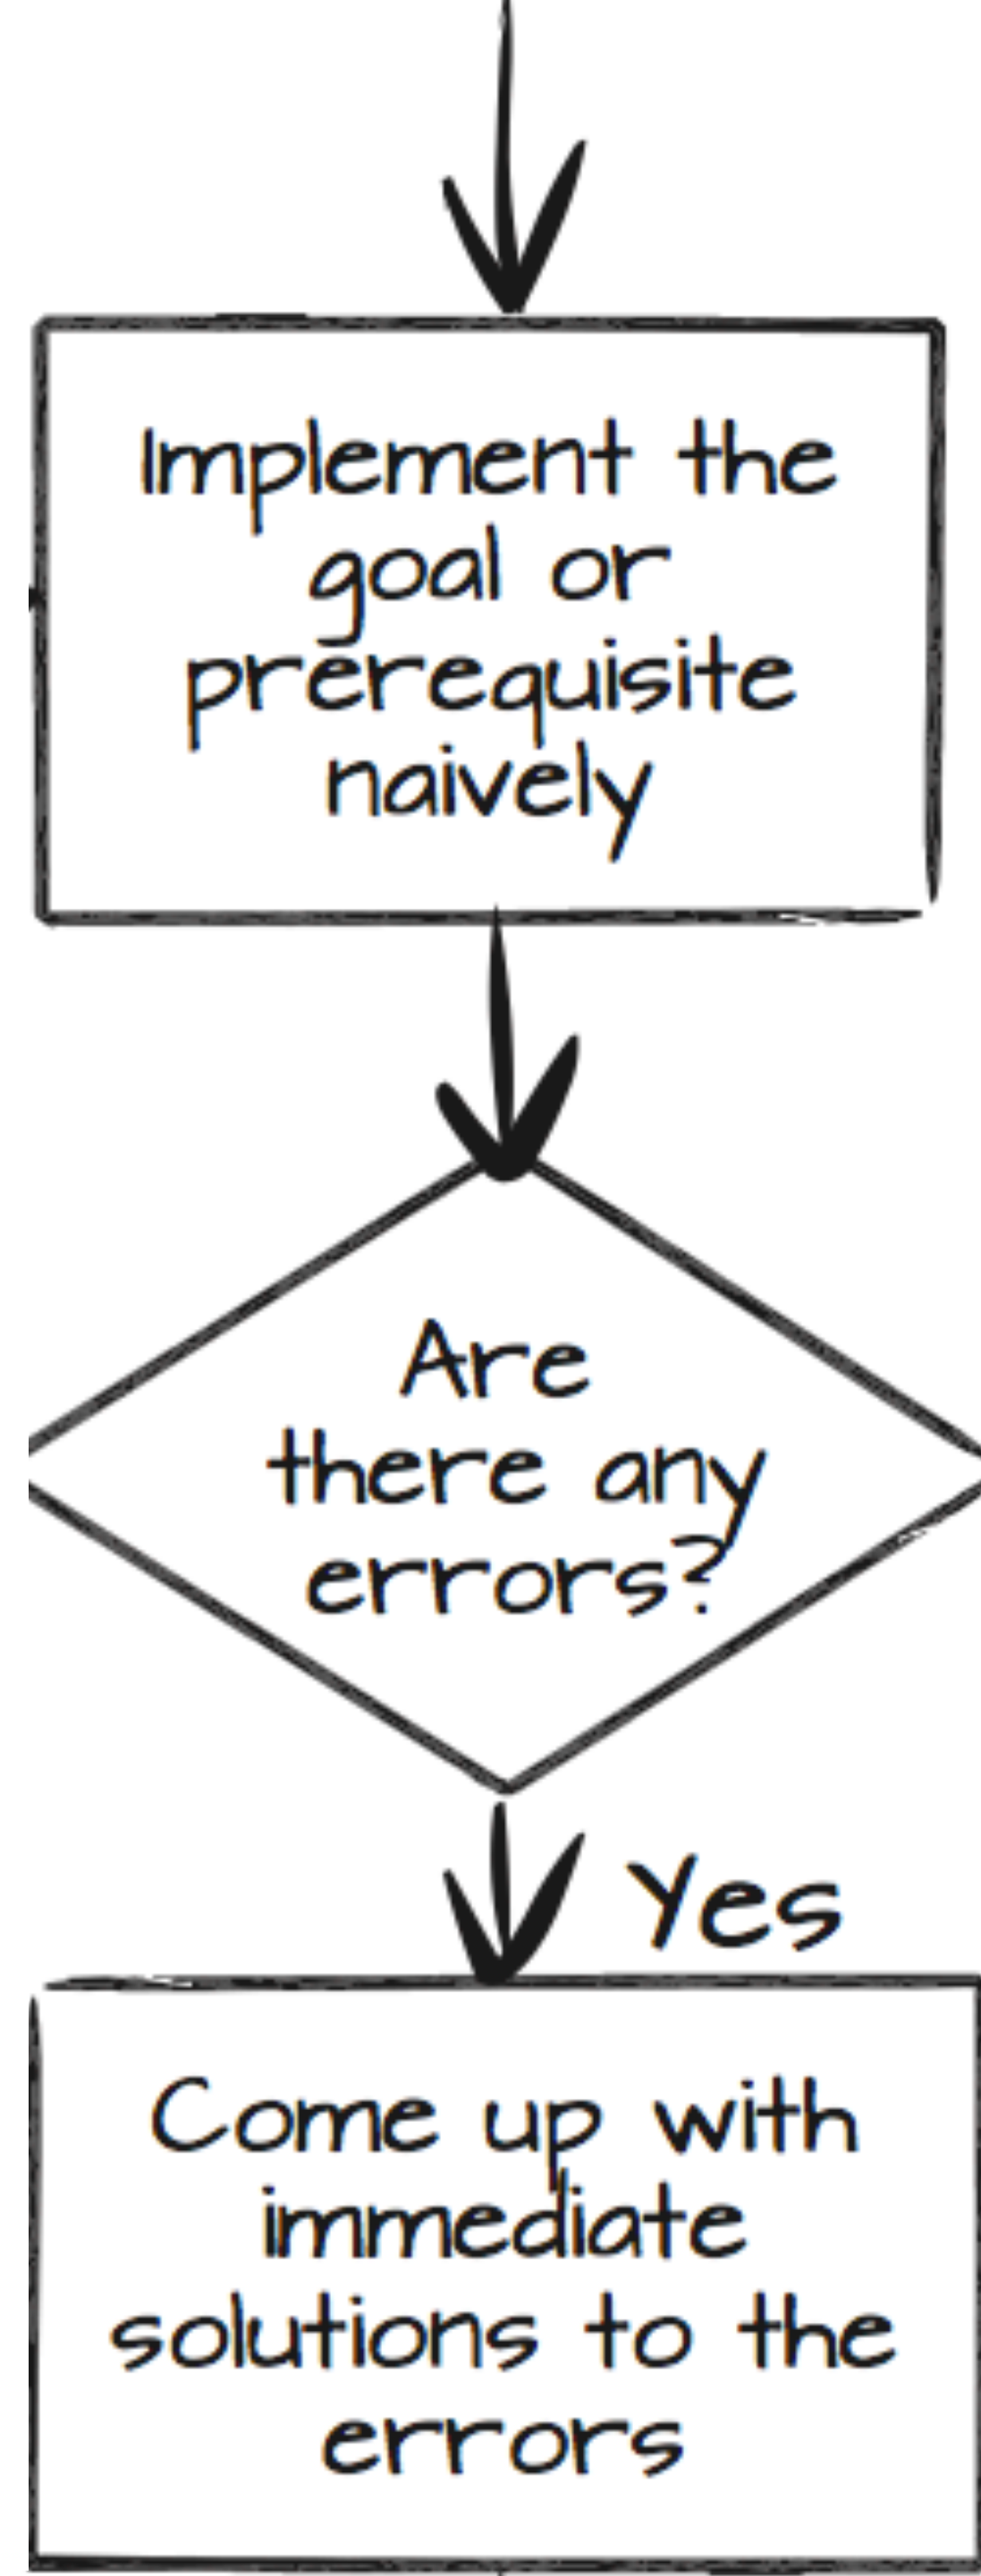 Implement the
goal or
prerequisite
naively
Are
there any
errors?
Yes
Come up with
immediate
solutions to the
errors